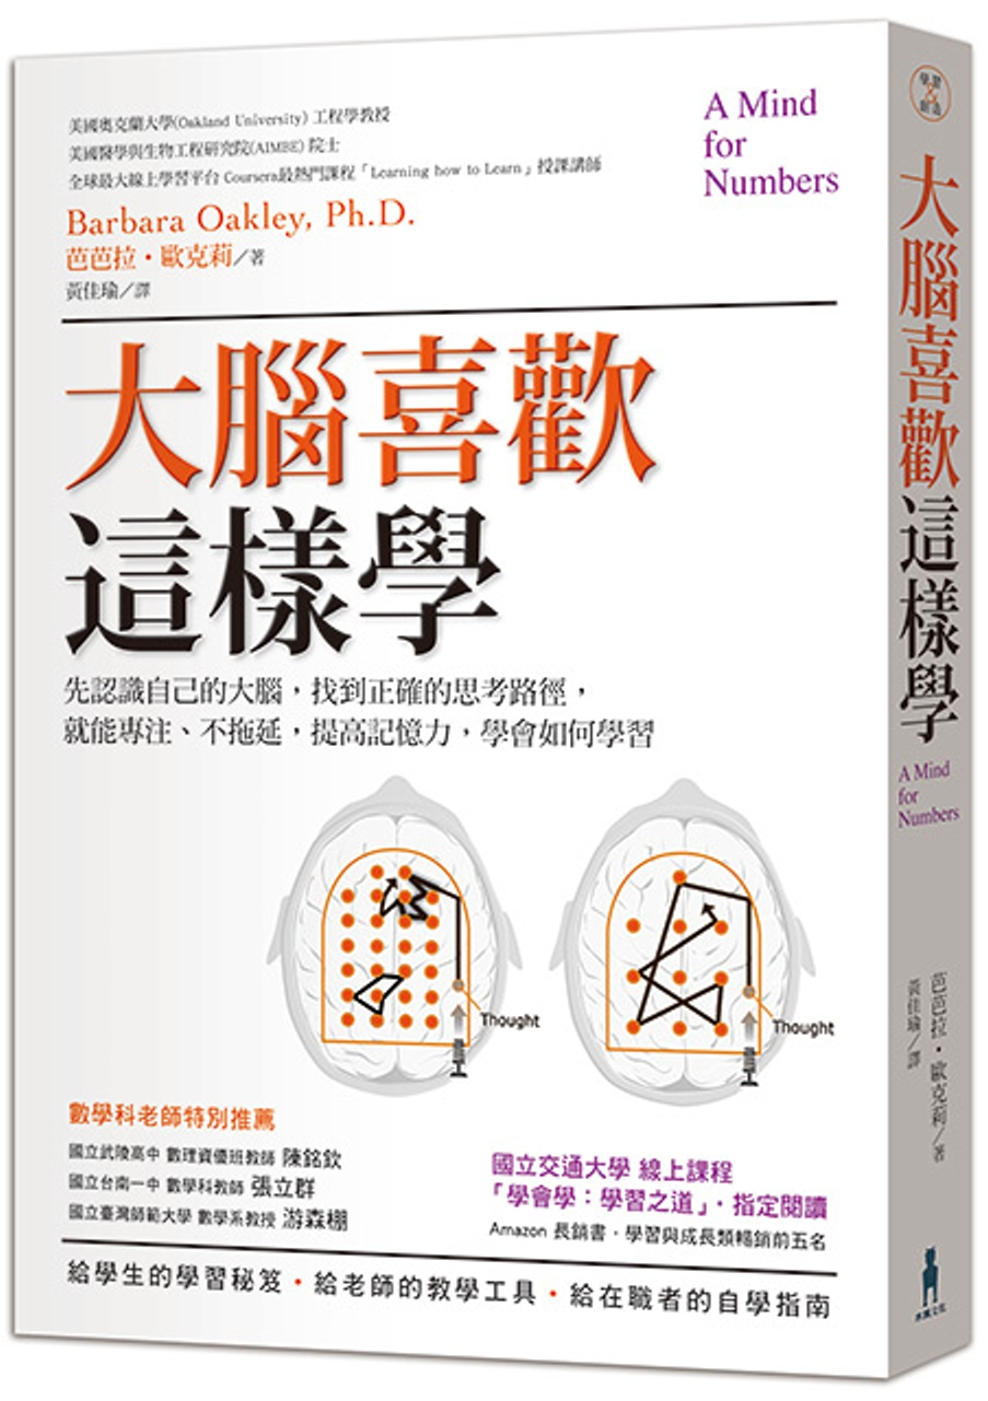 美國奧克蘭大學(Oakland University) 工程學教授
美國醫學與生物工程研究院(AIMBE) 院士
全球最大線上學習平台 Coursera最熱門課程「Learning how to Learn」授課講師
Barbara Oakley, Ph.D.
芭芭拉・歐克莉／著
黃佳瑜／譯
A Mind
for
Numbers
大腦喜歡
這樣學
先認識自己的大腦，找到正確的思考路徑，
就能專注、不拖延，提高記憶力，學會如何學習
Thought
Thought
數學科老師特別推薦
國立武陵高中 數理資優班教師 陳銘欽
國立台南一中 數學科教師 張立群
國立臺灣師範大學 數學系教授 游森棚
國立交通大學 線上課程
「學會學：學習之道」・指定閱讀
Amazon 長銷書・學習與成長類暢銷前五名
給學生的學習秘笈・給老師的教學工具・給在職者的自學指南
大腦喜歡這樣學
A Mind
for
Numbers
芭芭拉・歐克莉／著
黃佳瑜／譯
木馬文化